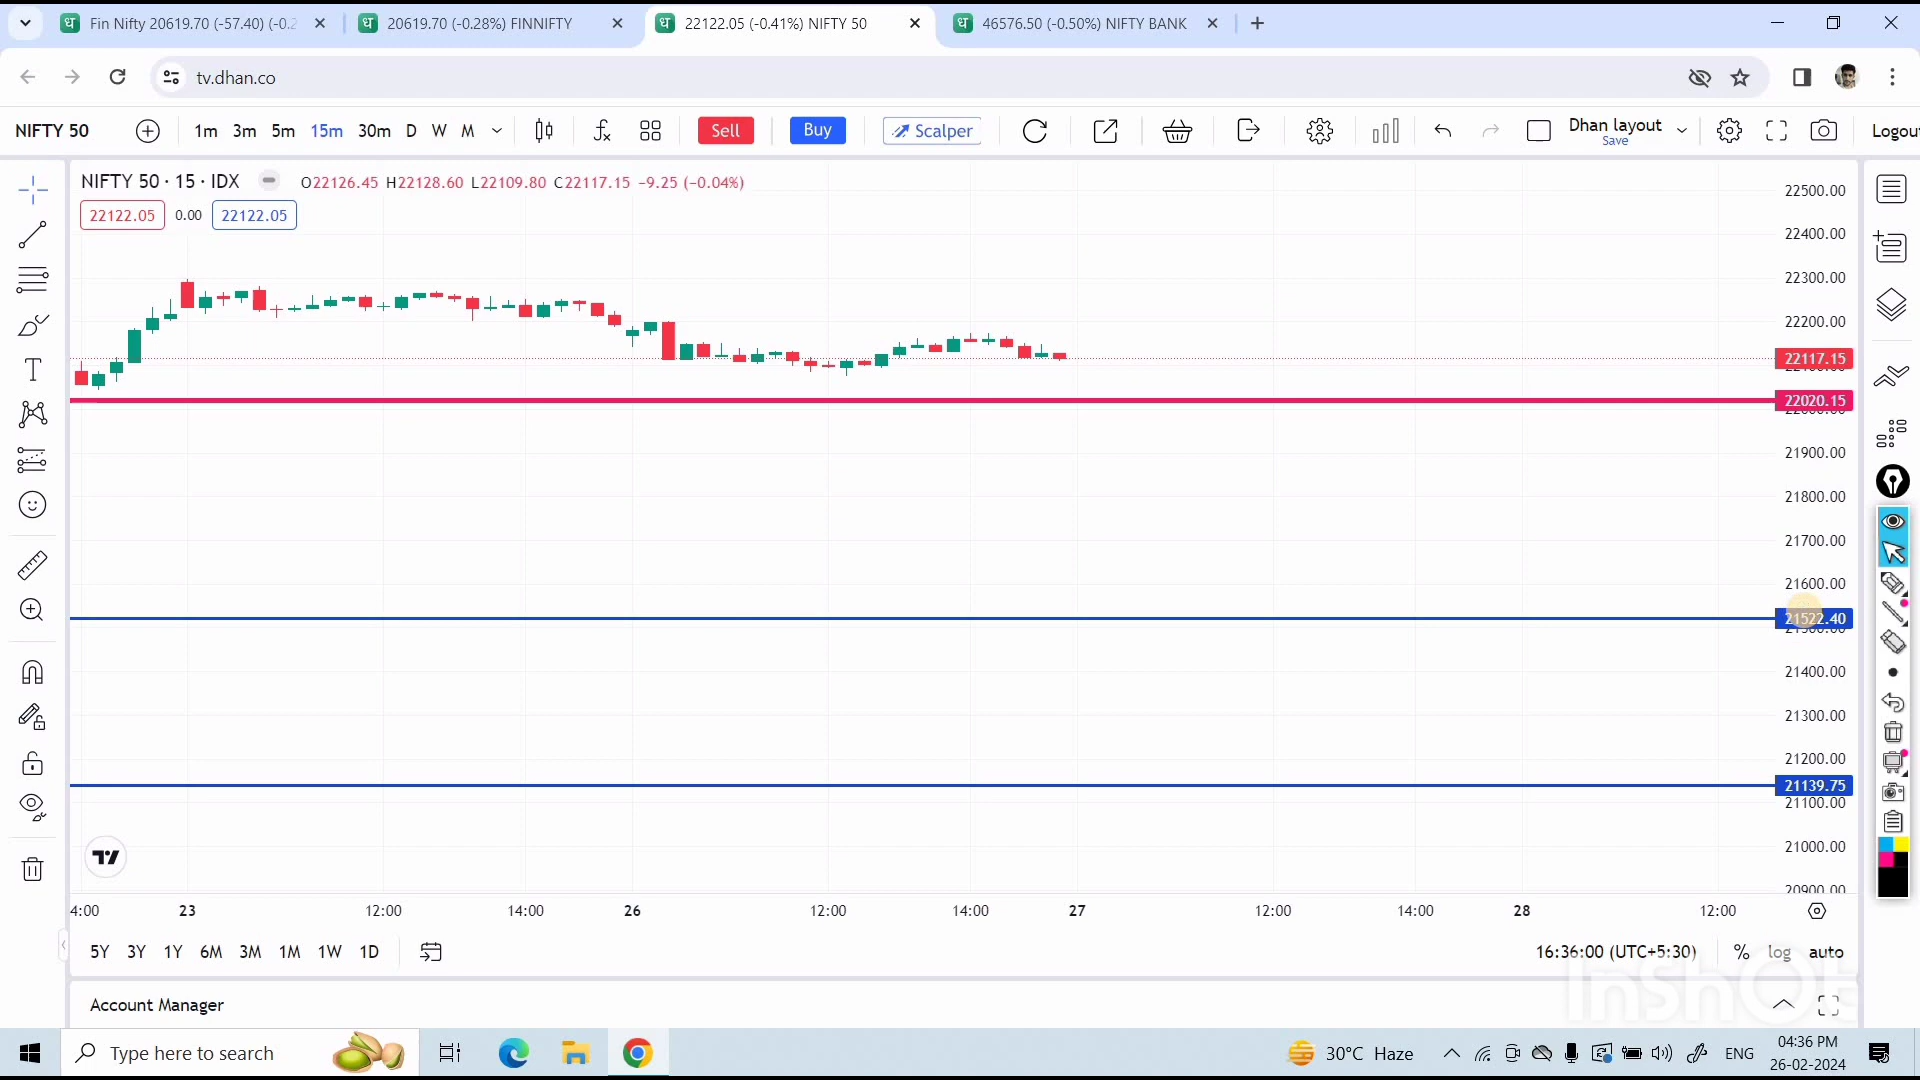 Fin Nifty 20619.70 (-57.40) (-0.2
20619.70 (-0.28%) FINNIFTY
22122.05 (-0.41%) NIFTY 50
46576.50 (-0.50%) NIFTY BANK
tv.dhan.co
NIFTY 50
1m 3m 5m 15m 30m D W M
Sell
Buy
Scalper
Dhan layout
Save
Logou
NIFTY 50 · 15 · IDX
O22126.45 H22128.60 L22109.80 C22117.15 −9.25 (−0.04%)
22122.05 0.00 22122.05
22500.00
22400.00
22300.00
22200.00
22117.15
22020.15
21900.00
21800.00
21700.00
21600.00
21522.40
21400.00
21300.00
21200.00
21139.75
21100.00
21000.00
20900.00
4:00 23 12:00 14:00 26 12:00 14:00 27 12:00 14:00 28 12:00
5Y 3Y 1Y 6M 3M 1M 1W 1D
16:36:00 (UTC+5:30) % log auto
InShOt
Account Manager
Type here to search
30°C Haze
ENG
04:36 PM
26-02-2024